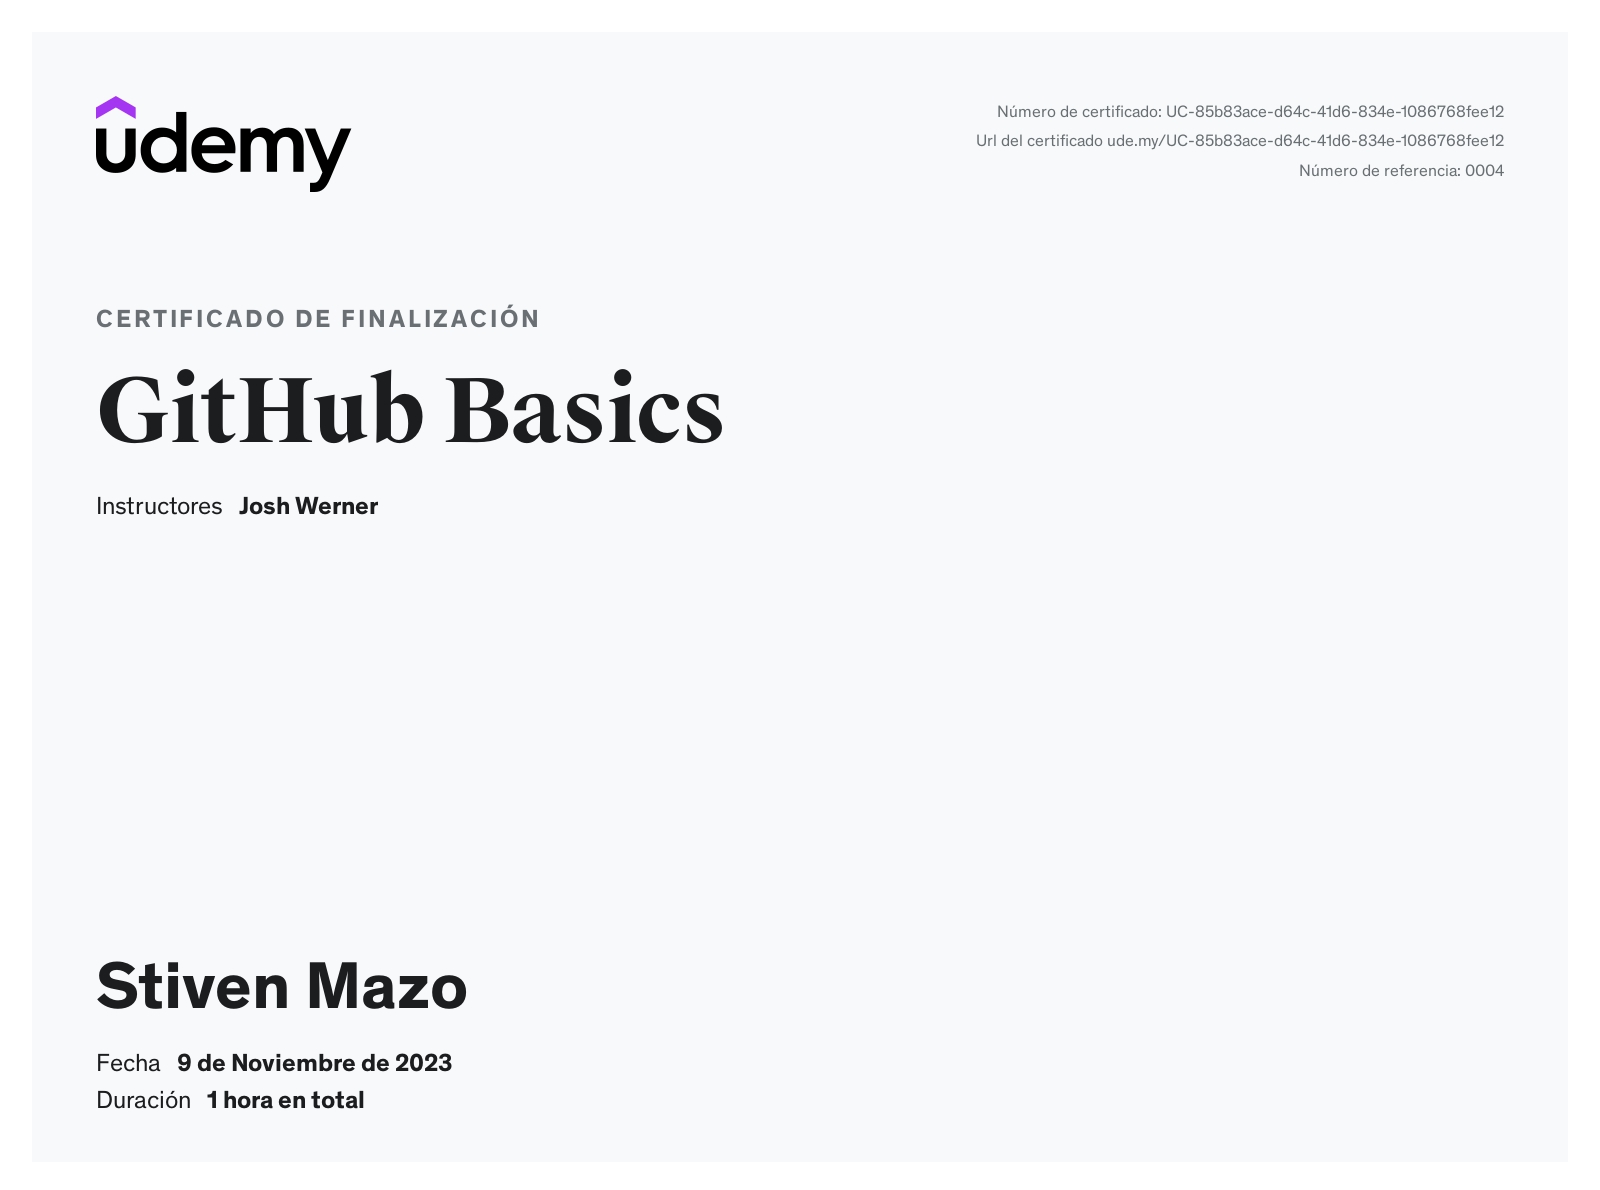 udemy
Número de certificado: UC-85b83ace-d64c-41d6-834e-1086768fee12
Url del certificado ude.my/UC-85b83ace-d64c-41d6-834e-1086768fee12
Número de referencia: 0004
CERTIFICADO DE FINALIZACIÓN
GitHub Basics
Instructores Josh Werner
Stiven Mazo
Fecha 9 de Noviembre de 2023
Duración 1 hora en total